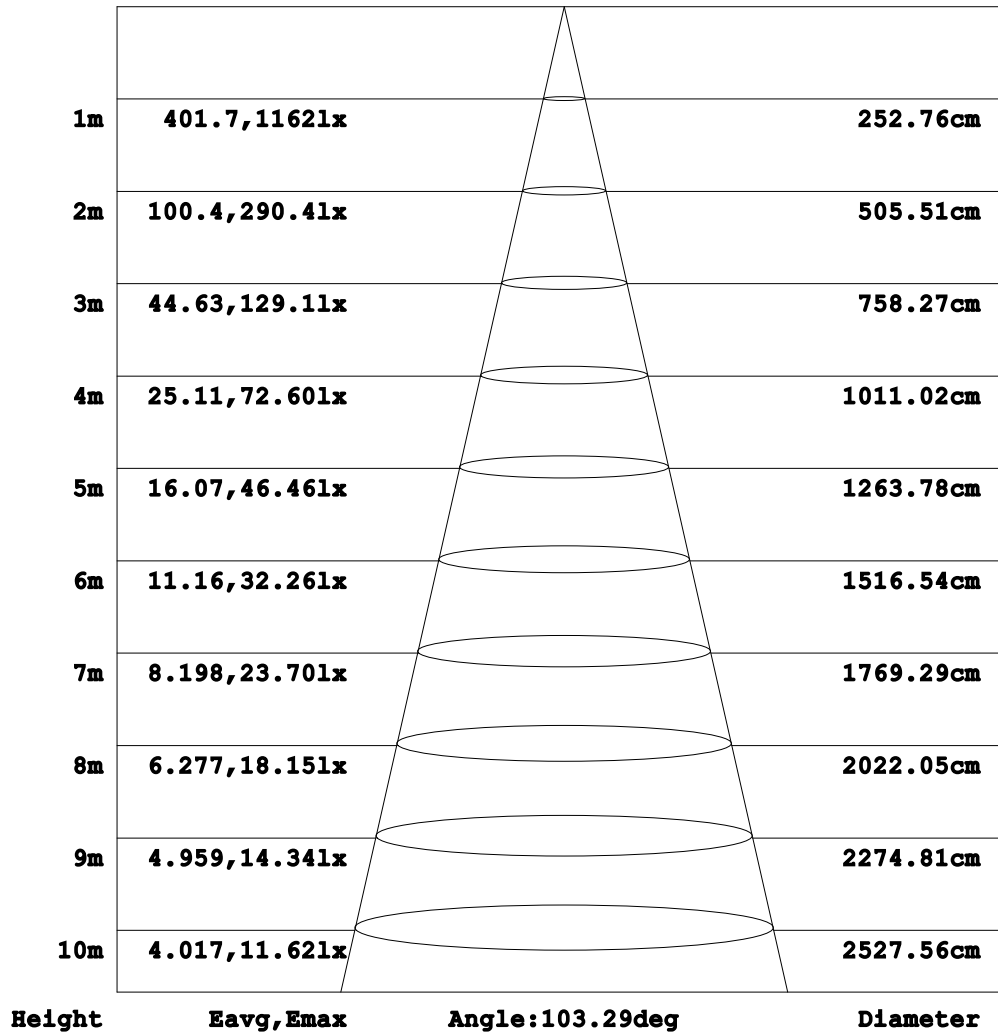 1m 401.7,1162lx 252.76cm
2m 100.4,290.4lx 505.51cm
3m 44.63,129.1lx 758.27cm
4m 25.11,72.60lx 1011.02cm
5m 16.07,46.46lx 1263.78cm
6m 11.16,32.26lx 1516.54cm
7m 8.198,23.70lx 1769.29cm
8m 6.277,18.15lx 2022.05cm
9m 4.959,14.34lx 2274.81cm
10m 4.017,11.62lx 2527.56cm
Height Eavg,Emax Angle:103.29deg Diameter